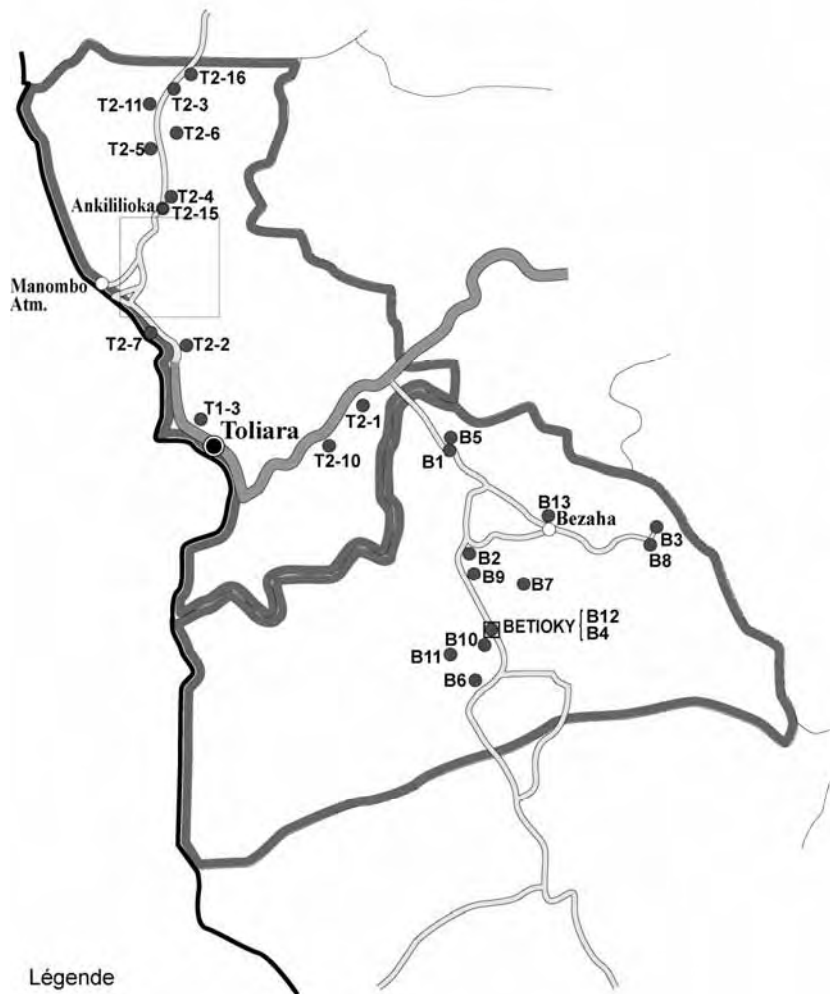 T2-16
T2-3
T2-11
T2-6
T2-5
T2-4
Ankililioka
T2-15
Manombo
Atm.
T2-7
T2-2
T1-3
Toliara
T2-1
T2-10
B5
B1
B13
Bezaha
B3
B8
B2
B9
B7
BETIOKY
B12
B4
B10
B11
B6
Légende